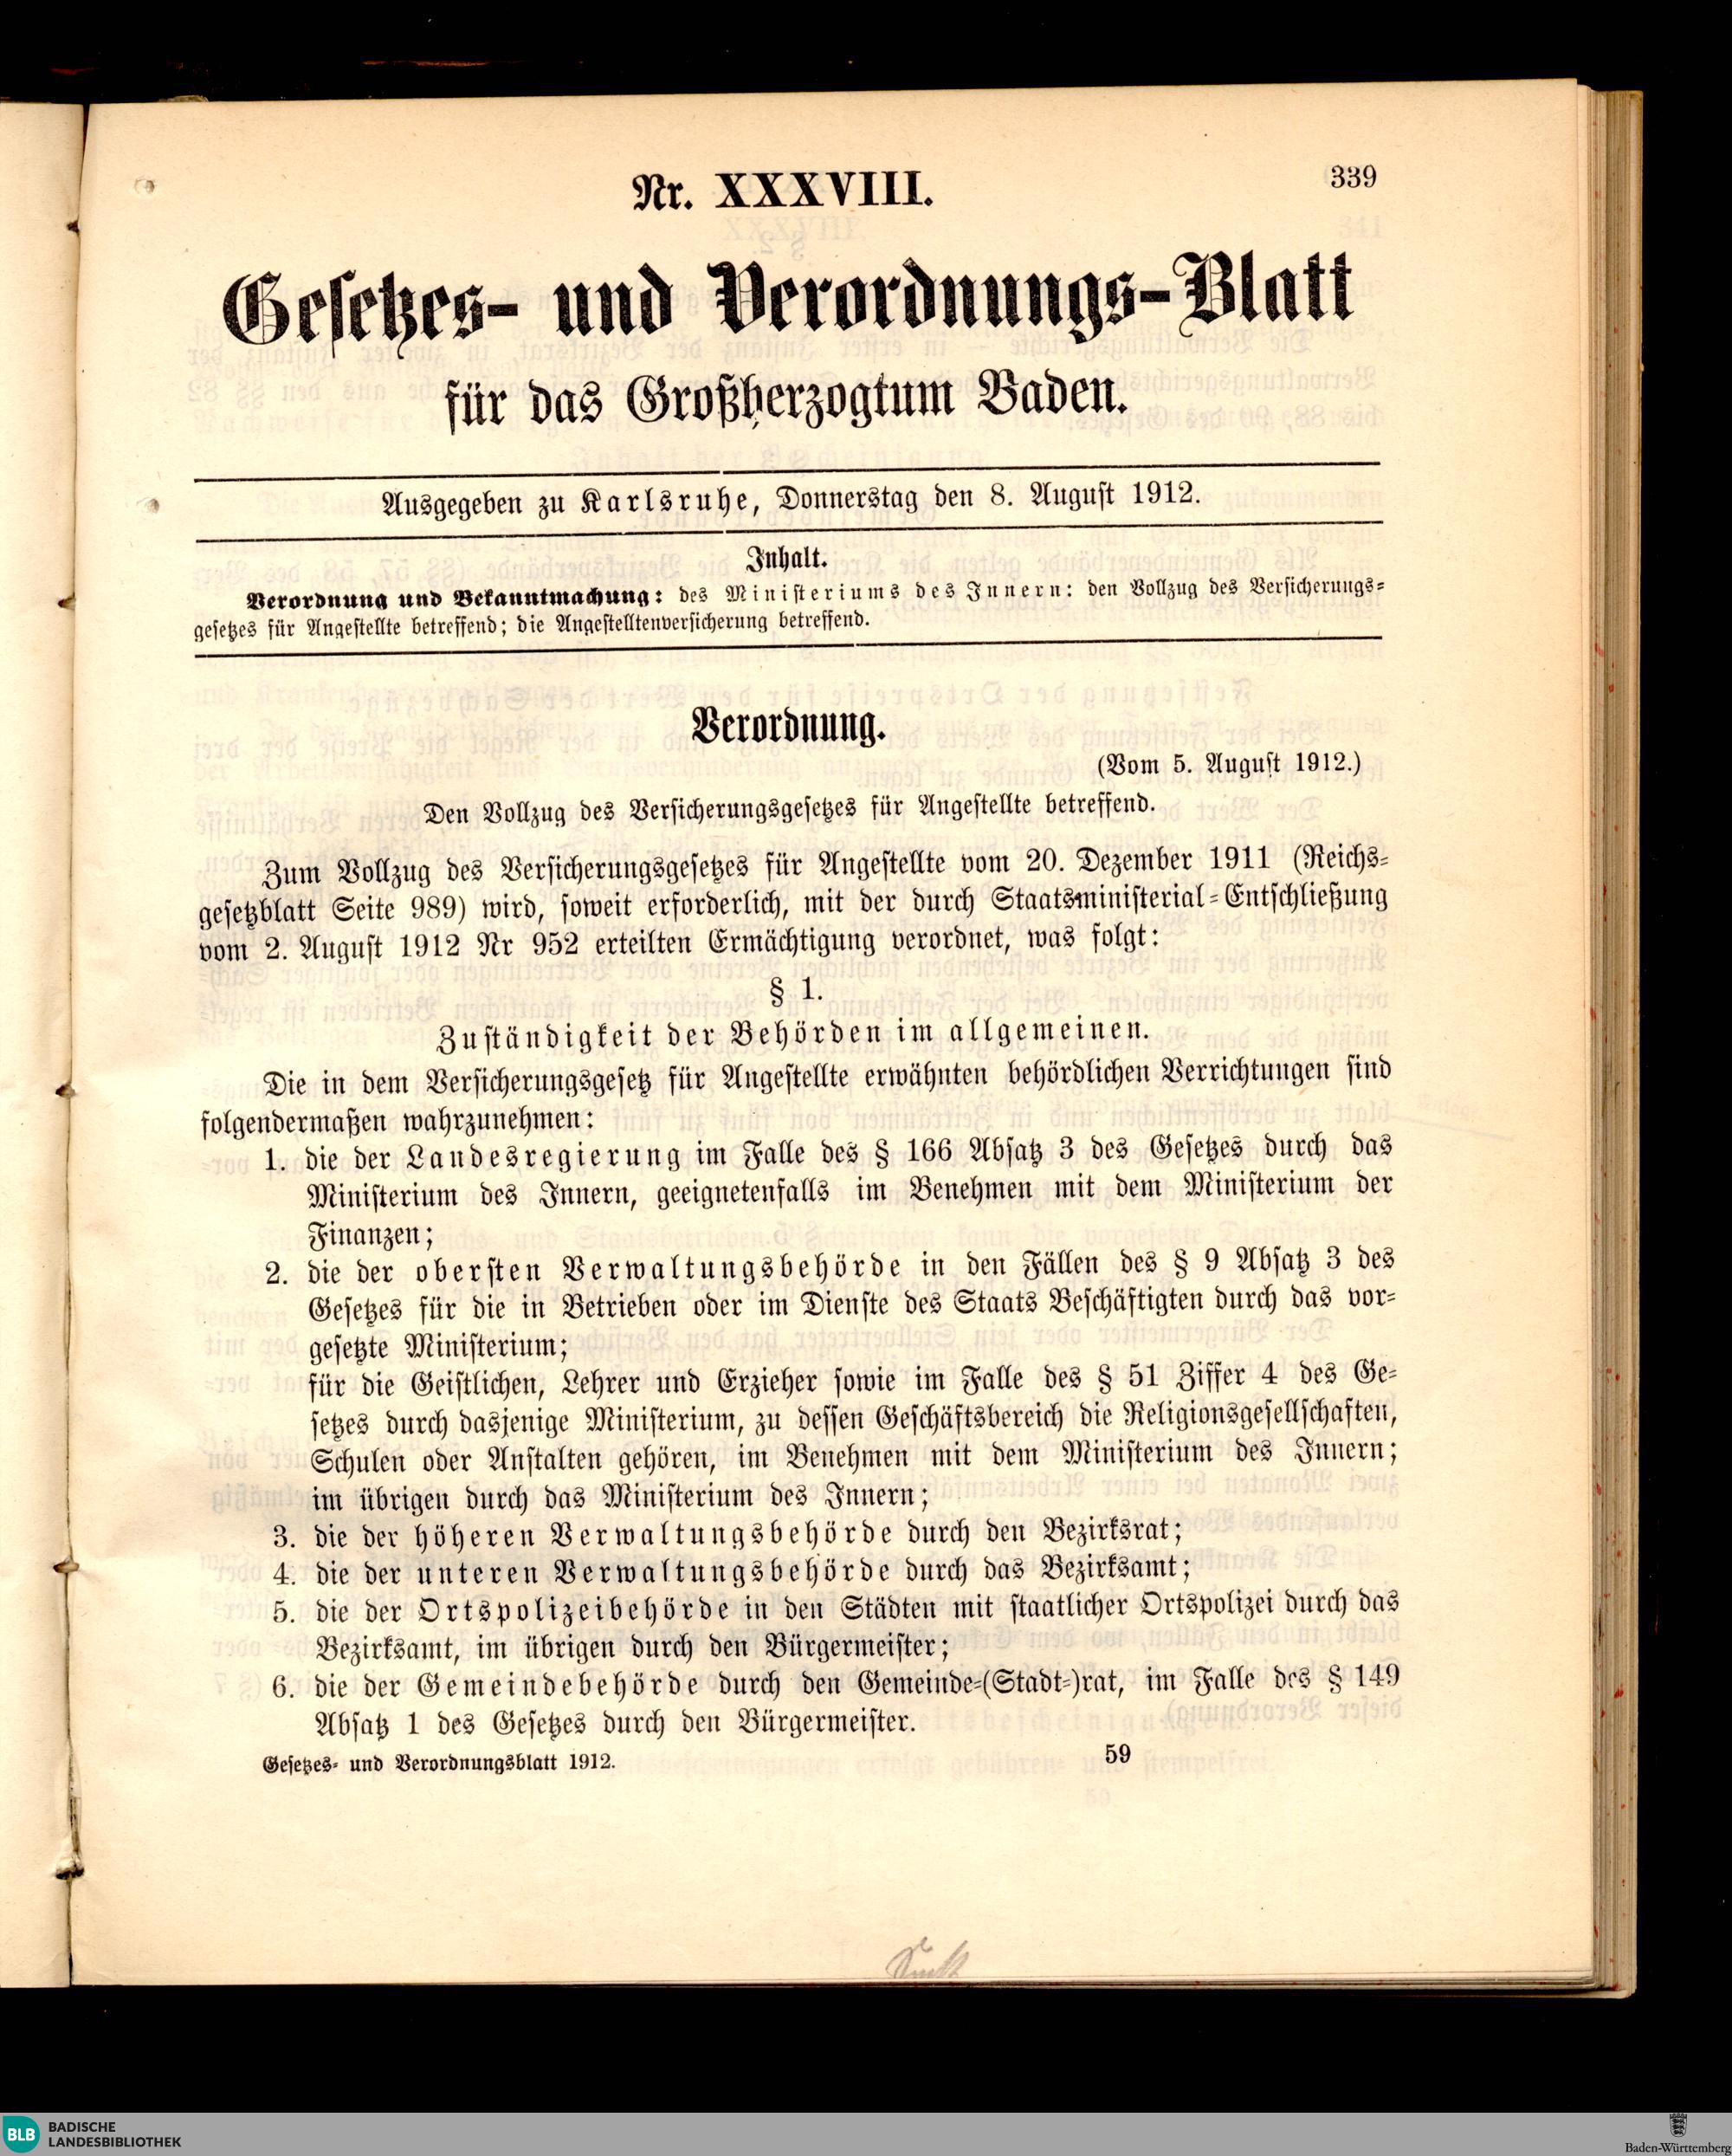 339
Nr. XXXVIII.
Gesetzes- und Verordnungs-Blatt
für das Großherzogtum Baden.
Ausgegeben zu Karlsruhe, Donnerstag den 8. August 1912.
Inhalt.
Verordnung und Bekanntmachung: des Ministeriums des Innern: den Vollzug des Versicherungs-
gesetzes für Angestellte betreffend; die Angestelltenversicherung betreffend.
Verordnung.
(Vom 5. August 1912.)
Den Vollzug des Versicherungsgesetzes für Angestellte betreffend.
Zum Vollzug des Versicherungsgesetzes für Angestellte vom 20. Dezember 1911 (Reichs-
gesetzblatt Seite 989) wird, soweit erforderlich, mit der durch Staatsministerial-Entschließung
vom 2. August 1912 Nr 952 erteilten Ermächtigung verordnet, was folgt:
§ 1.
Zuständigkeit der Behörden im allgemeinen.
Die in dem Versicherungsgesetz für Angestellte erwähnten behördlichen Verrichtungen sind
folgendermaßen wahrzunehmen:
1. die der Landesregierung im Falle des § 166 Absatz 3 des Gesetzes durch das
Ministerium des Innern, geeignetenfalls im Benehmen mit dem Ministerium der
Finanzen;
2. die der obersten Verwaltungsbehörde in den Fällen des § 9 Absatz 3 des
Gesetzes für die in Betrieben oder im Dienste des Staats Beschäftigten durch das vor-
gesetzte Ministerium;
für die Geistlichen, Lehrer und Erzieher sowie im Falle des § 51 Ziffer 4 des Ge-
setzes durch dasjenige Ministerium, zu dessen Geschäftsbereich die Religionsgesellschaften,
Schulen oder Anstalten gehören, im Benehmen mit dem Ministerium des Innern;
im übrigen durch das Ministerium des Innern;
3. die der höheren Verwaltungsbehörde durch den Bezirksrat;
4. die der unteren Verwaltungsbehörde durch das Bezirksamt;
5. die der Ortspolizeibehörde in den Städten mit staatlicher Ortspolizei durch das
Bezirksamt, im übrigen durch den Bürgermeister;
6. die der Gemeindebehörde durch den Gemeinde-(Stadt-)rat, im Falle des § 149
Absatz 1 des Gesetzes durch den Bürgermeister.
Gesetzes- und Verordnungsblatt 1912. 59
BLB BADISCHE
LANDESBIBLIOTHEK
Baden-Württemberg